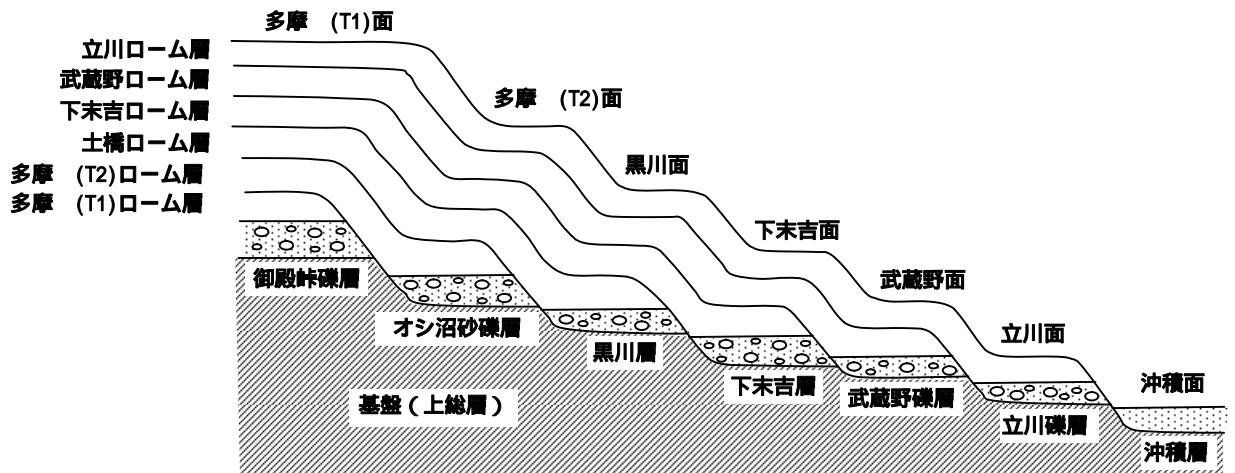 多摩 (T1)面
立川ローム層
武蔵野ローム層
下末吉ローム層
土橋ローム層
多摩 (T2)ローム層
多摩 (T1)ローム層
多摩 (T2)面
黒川面
下末吉面
武蔵野面
立川面
沖積面
御殿峠礫層
オシ沼砂礫層
黒川層
下末吉層
武蔵野礫層
立川礫層
沖積層
基盤(上総層)